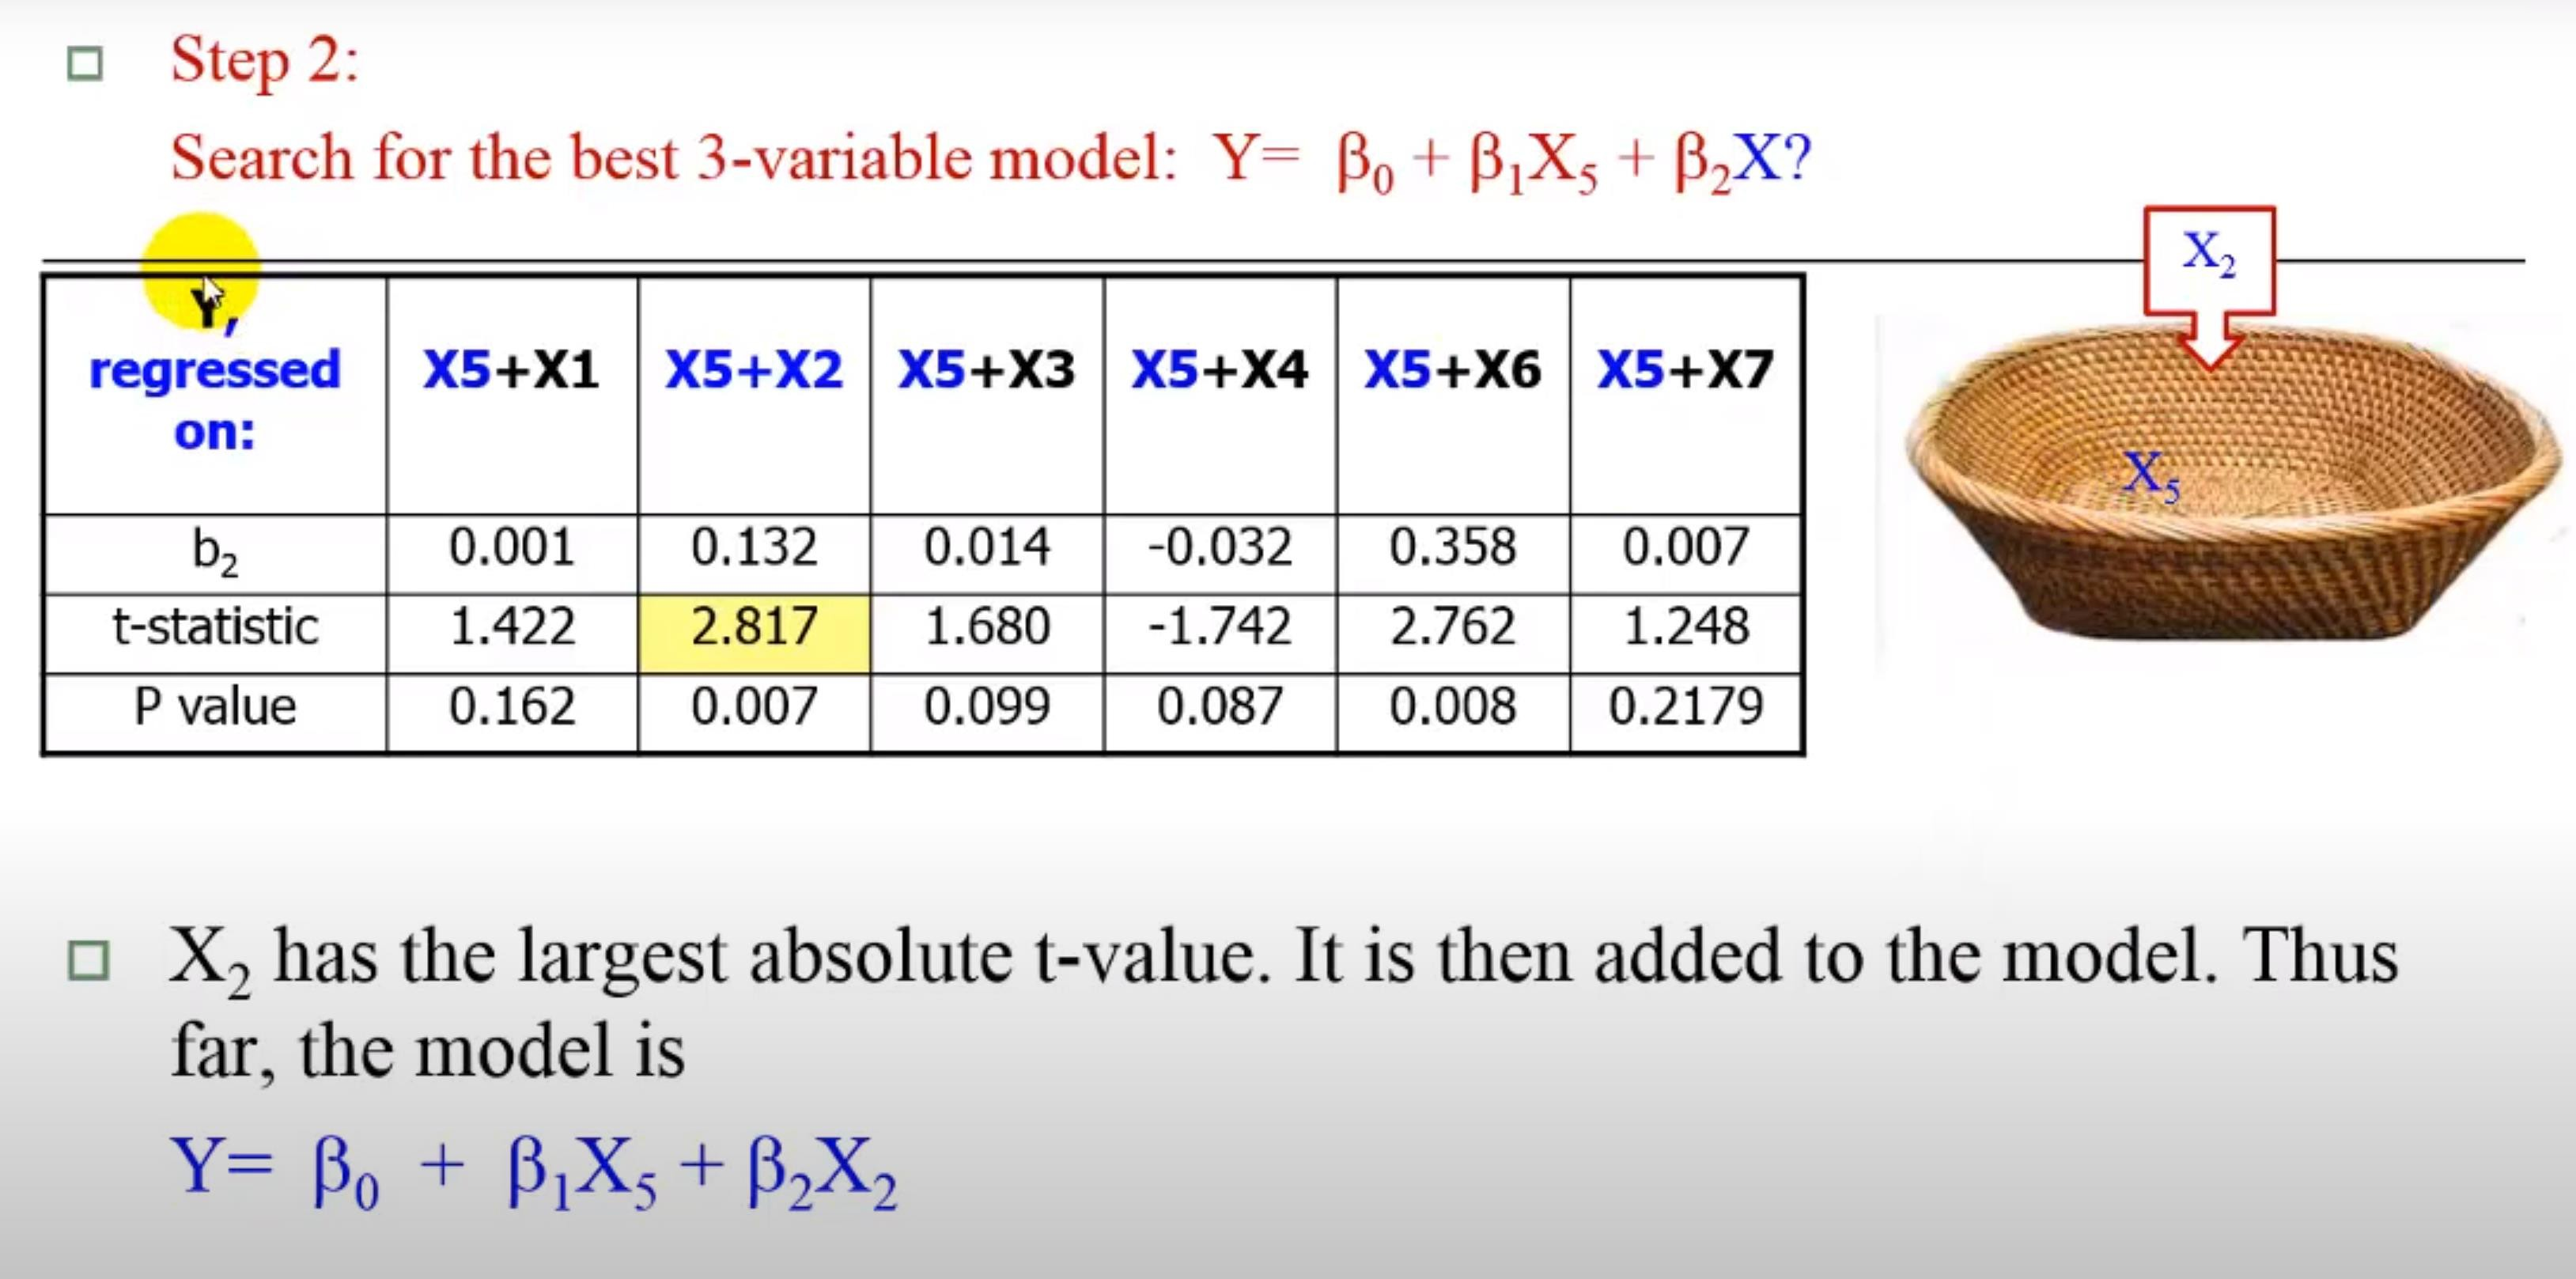 Step 2:
Search for the best 3-variable model: Y= β₀ + β₁X₅ + β₂X?
Y,
regressed
on:
X5+X1 X5+X2 X5+X3 X5+X4 X5+X6 X5+X7
b₂ 0.001 0.132 0.014 -0.032 0.358 0.007
t-statistic 1.422 2.817 1.680 -1.742 2.762 1.248
P value 0.162 0.007 0.099 0.087 0.008 0.2179
X₂
X₅
X₂ has the largest absolute t-value. It is then added to the model. Thus
far, the model is
Y= β₀ + β₁X₅ + β₂X₂